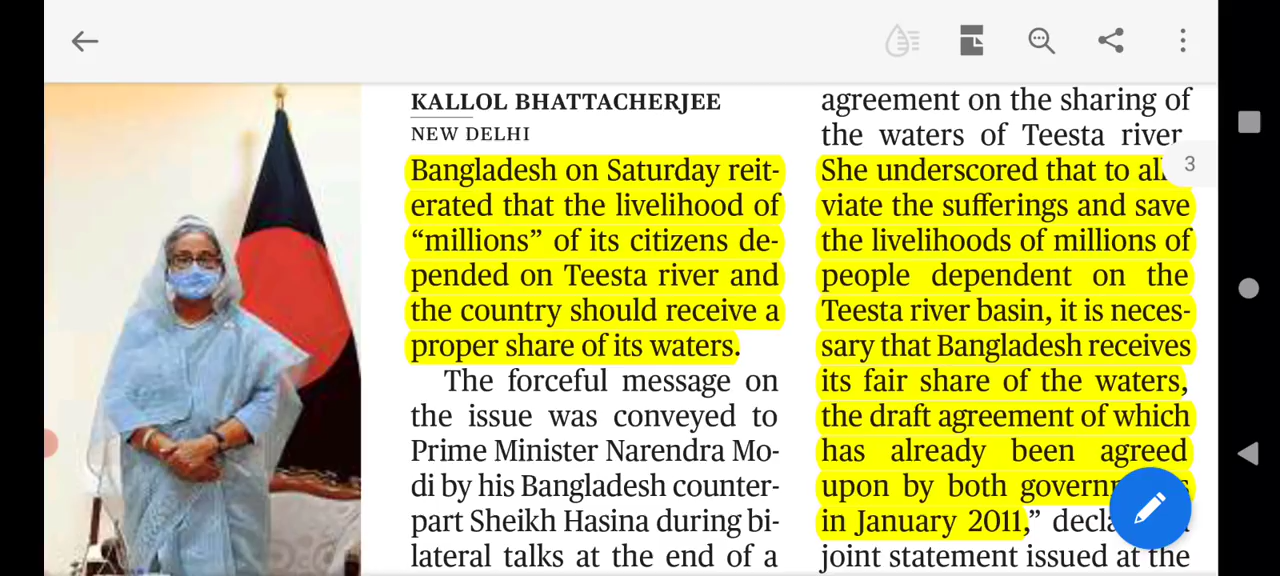 KALLOL BHATTACHERJEE
NEW DELHI
Bangladesh on Saturday reit-
erated that the livelihood of
“millions” of its citizens de-
pended on Teesta river and
the country should receive a
proper share of its waters.
The forceful message on
the issue was conveyed to
Prime Minister Narendra Mo-
di by his Bangladesh counter-
part Sheikh Hasina during bi-
lateral talks at the end of a
agreement on the sharing of
the waters of Teesta river
She underscored that to all
viate the sufferings and save
the livelihoods of millions of
people dependent on the
Teesta river basin, it is neces-
sary that Bangladesh receives
its fair share of the waters,
the draft agreement of which
has already been agreed
upon by both
in January 2011,”
joint statement issued at the
3